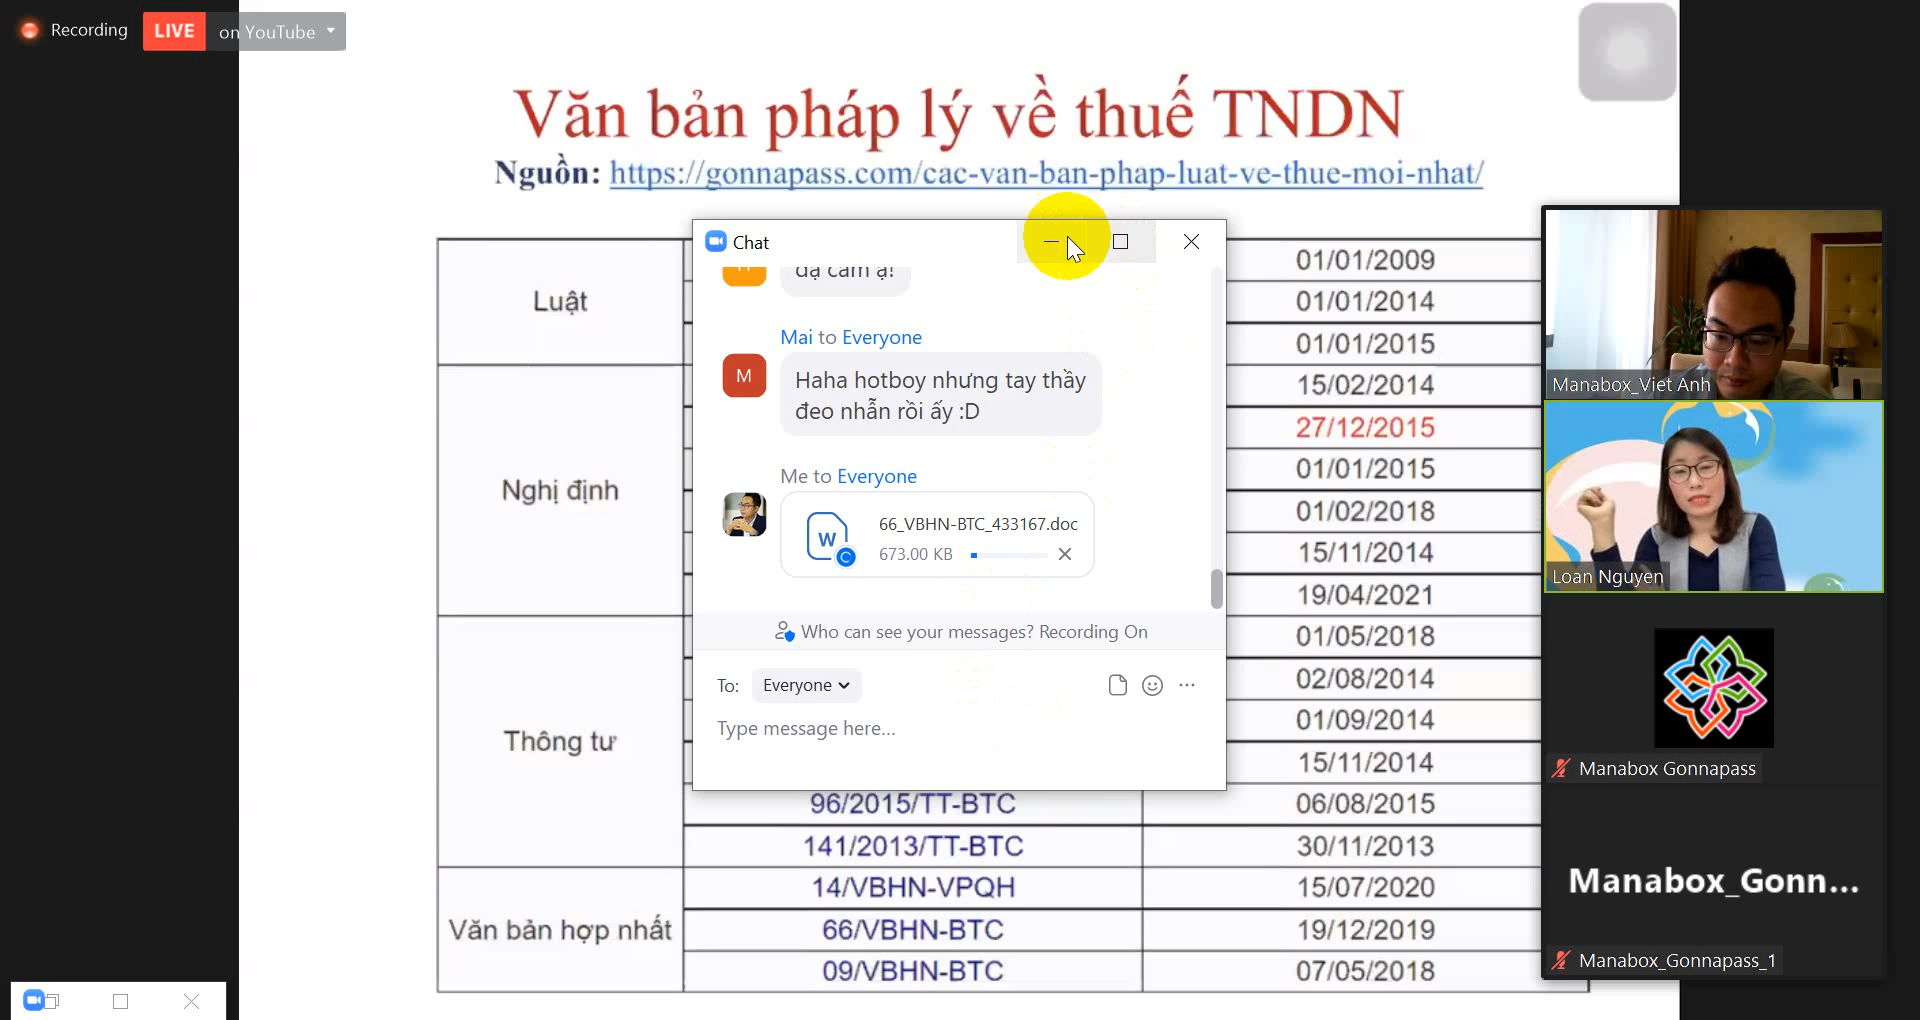 Recording
LIVE on YouTube
Văn bản pháp lý về thuế TNDN
Nguồn: https://gonnapass.com/cac-van-ban-phap-luat-ve-thue-moi-nhat/
Luật
01/01/2009
01/01/2014
01/01/2015
Nghị định
15/02/2014
27/12/2015
01/01/2015
01/02/2018
15/11/2014
19/04/2021
Thông tư
01/05/2018
02/08/2014
01/09/2014
15/11/2014
96/2015/TT-BTC 06/08/2015
141/2013/TT-BTC 30/11/2013
Văn bản hợp nhất
14/VBHN-VPQH 15/07/2020
66/VBHN-BTC 19/12/2019
09/VBHN-BTC 07/05/2018
Chat
Mai to Everyone
M
Haha hotboy nhưng tay thầy
đeo nhẫn rồi ấy :D
Me to Everyone
W
66_VBHN-BTC_433167.doc
673.00 KB
Who can see your messages? Recording On
To: Everyone
Type message here...
Manabox_Viet Anh
Loan Nguyen
Manabox Gonnapass
Manabox_Gonn...
Manabox_Gonnapass_1